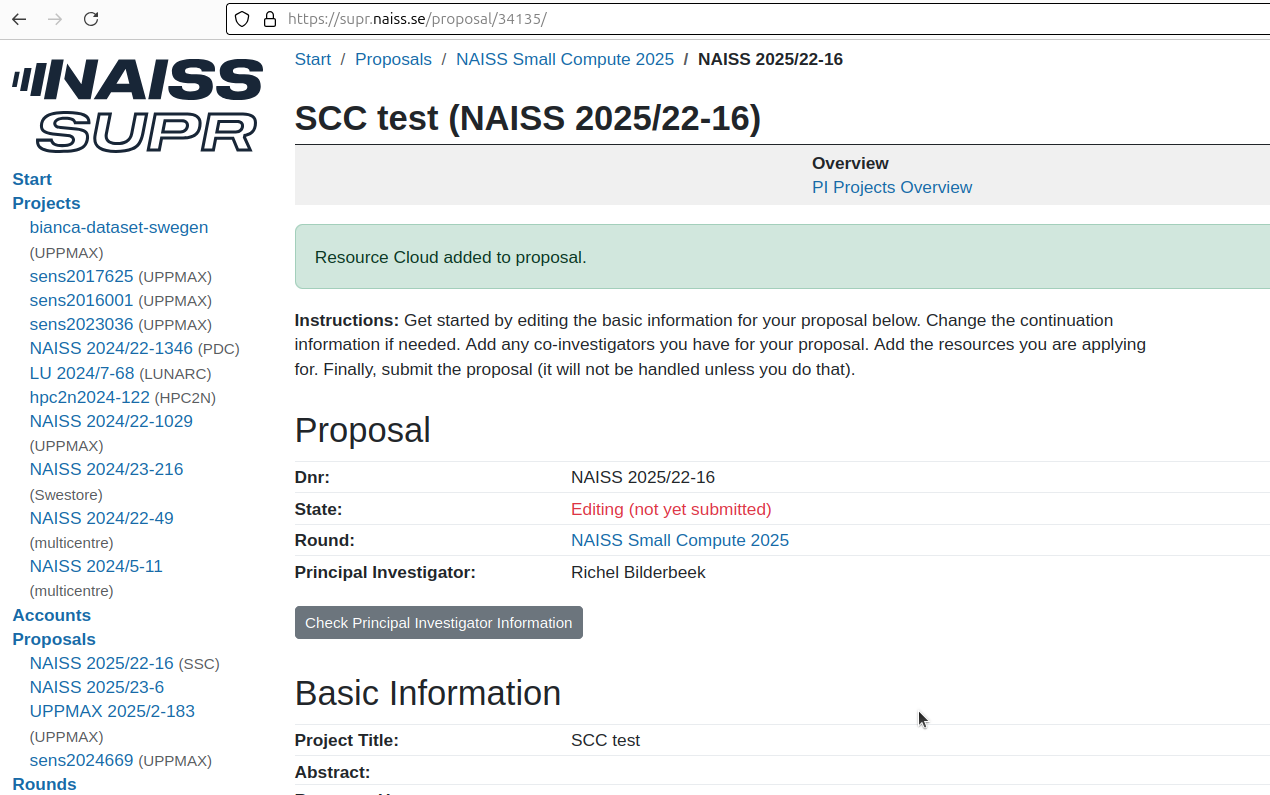 https://supr.naiss.se/proposal/34135/
NAISS
SUPR
Start
Projects
bianca-dataset-swegen
(UPPMAX)
sens2017625 (UPPMAX)
sens2016001 (UPPMAX)
sens2023036 (UPPMAX)
NAISS 2024/22-1346 (PDC)
LU 2024/7-68 (LUNARC)
hpc2n2024-122 (HPC2N)
NAISS 2024/22-1029
(UPPMAX)
NAISS 2024/23-216
(Swestore)
NAISS 2024/22-49
(multicentre)
NAISS 2024/5-11
(multicentre)
Accounts
Proposals
NAISS 2025/22-16 (SSC)
NAISS 2025/23-6
UPPMAX 2025/2-183
(UPPMAX)
sens2024669 (UPPMAX)
Rounds
Start / Proposals / NAISS Small Compute 2025 / NAISS 2025/22-16
SCC test (NAISS 2025/22-16)
Overview
PI Projects Overview
Resource Cloud added to proposal.
Instructions: Get started by editing the basic information for your proposal below. Change the continuation
information if needed. Add any co-investigators you have for your proposal. Add the resources you are applying
for. Finally, submit the proposal (it will not be handled unless you do that).
Proposal
Dnr: NAISS 2025/22-16
State: Editing (not yet submitted)
Round: NAISS Small Compute 2025
Principal Investigator: Richel Bilderbeek
Check Principal Investigator Information
Basic Information
Project Title: SCC test
Abstract: